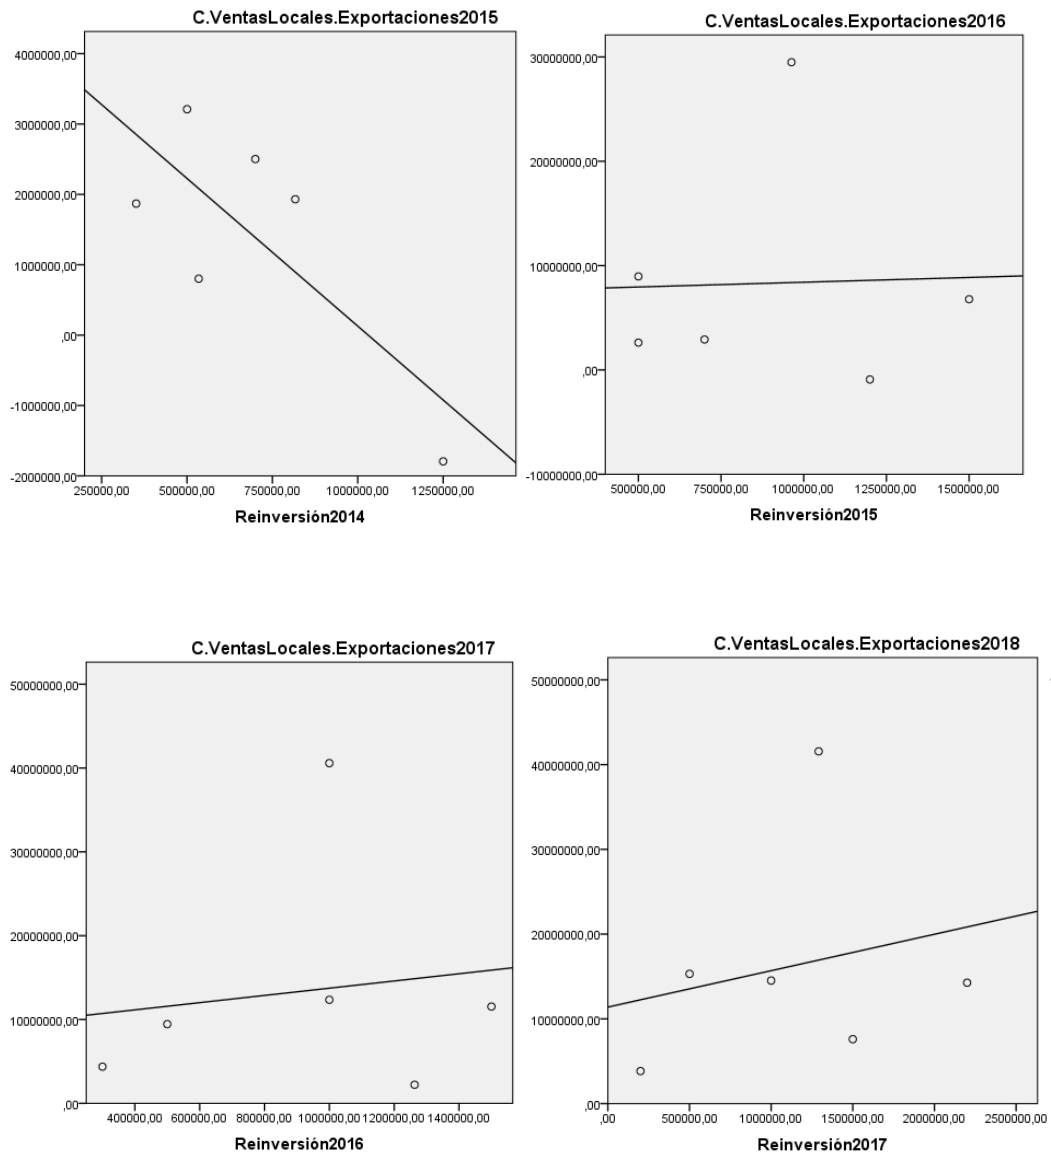 C.VentasLocales.Exportaciones2015
4000000,00
3000000,00
2000000,00
1000000,00
,00
-1000000,00
-2000000,00
250000,00 500000,00 750000,00 1000000,00 1250000,00
Reinversión2014
C.VentasLocales.Exportaciones2016
30000000,00
20000000,00
10000000,00
,00
-10000000,00
500000,00 750000,00 1000000,00 1250000,00 1500000,00
Reinversión2015
C.VentasLocales.Exportaciones2017
50000000,00
40000000,00
30000000,00
20000000,00
10000000,00
,00
400000,00 600000,00 800000,00 1000000,00 1200000,00 1400000,00
Reinversión2016
C.VentasLocales.Exportaciones2018
50000000,00
40000000,00
30000000,00
20000000,00
10000000,00
,00
,00 500000,00 1000000,00 1500000,00 2000000,00 2500000,00
Reinversión2017